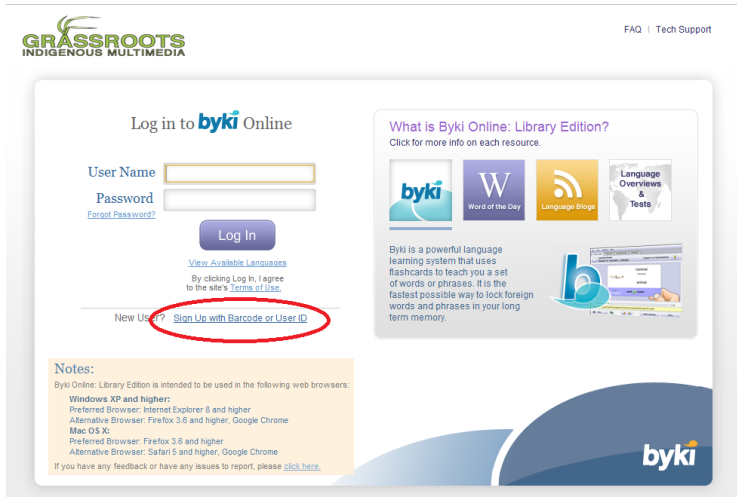 GRASSROOTS
INDIGENOUS MULTIMEDIA
FAQ | Tech Support
Log in to byki Online
User Name
Password
Forgot Password?
Log In
View Available Languages
By clicking Log In, I agree
to the site's Terms of Use.
New User? Sign Up with Barcode or User ID
Notes:
Byki Online: Library Edition is intended to be used in the following web browsers:
Windows XP and higher:
Preferred Browser: Internet Explorer 8 and higher
Alternative Browser: Firefox 3.6 and higher, Google Chrome
Mac OS X:
Preferred Browser: Firefox 3.6 and higher
Alternative Browser: Safari 5 and higher, Google Chrome
If you have any feedback or have any issues to report, please click here.
What is Byki Online: Library Edition?
Click for more info on each resource.
byki
W
Word of the Day
Language Blogs
Language
Overviews
&
Tests
Byki is a powerful language
learning system that uses
flashcards to teach you a set
of words or phrases. It is the
fastest possible way to lock foreign
words and phrases in your long
term memory.
b
byki